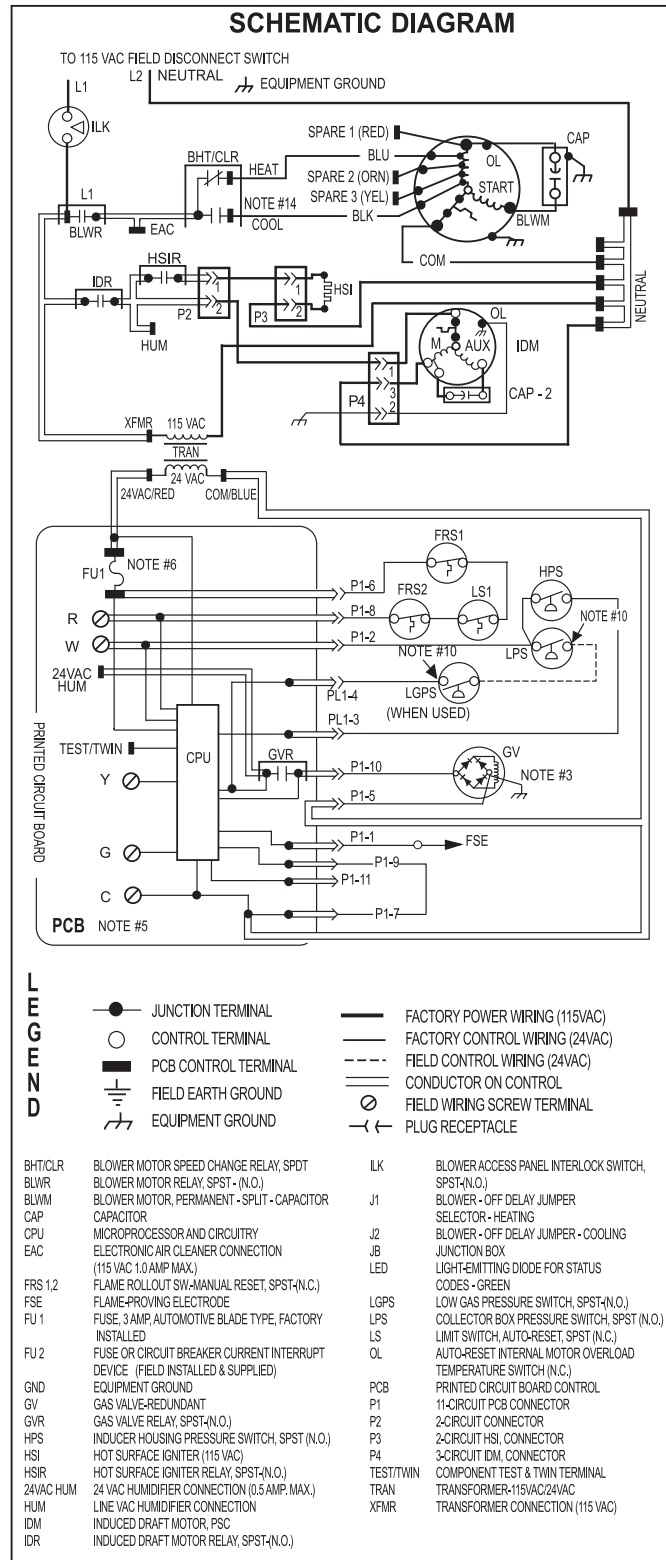 SCHEMATIC DIAGRAM
TO 115 VAC FIELD DISCONNECT SWITCH
L1
L2 NEUTRAL
EQUIPMENT GROUND
ILK
SPARE 1 (RED)
CAP
BHT/CLR
HEAT
BLU
OL
SPARE 2 (ORN)
L1
NOTE #14
SPARE 3 (YEL)
START
BLWR
EAC
COOL
BLK
BLWM
COM
NEUTRAL
HSIR
IDR
1
1
HSI
P2
2
P3
2
OL
HUM
M
AUX
IDM
1
3
P4
2
CAP - 2
XFMR
115 VAC
TRAN
24 VAC
24VAC/RED
COM/BLUE
FRS1
NOTE #6
HPS
FU1
P1-6
FRS2
LS1
R
P1-8
NOTE #10
W
P1-2
LPS
NOTE #10
24VAC
HUM
LGPS
PL1-4
(WHEN USED)
PL1-3
PRINTED CIRCUIT BOARD
TEST/TWIN
CPU
GVR
GV
Y
P1-10
NOTE #3
P1-5
P1-1
FSE
G
P1-9
P1-11
C
P1-7
PCB NOTE #5
LEGEND
JUNCTION TERMINAL
CONTROL TERMINAL
PCB CONTROL TERMINAL
FIELD EARTH GROUND
EQUIPMENT GROUND
FACTORY POWER WIRING (115VAC)
FACTORY CONTROL WIRING (24VAC)
FIELD CONTROL WIRING (24VAC)
CONDUCTOR ON CONTROL
FIELD WIRING SCREW TERMINAL
PLUG RECEPTACLE
BHT/CLR BLOWER MOTOR SPEED CHANGE RELAY, SPDT
BLWR BLOWER MOTOR RELAY, SPST - (N.O.)
BLWM BLOWER MOTOR, PERMANENT - SPLIT - CAPACITOR
CAP CAPACITOR
CPU MICROPROCESSOR AND CIRCUITRY
EAC ELECTRONIC AIR CLEANER CONNECTION
(115 VAC 1.0 AMP MAX.)
FRS 1,2 FLAME ROLLOUT SW.-MANUAL RESET, SPST-(N.C.)
FSE FLAME-PROVING ELECTRODE
FU 1 FUSE, 3 AMP, AUTOMOTIVE BLADE TYPE, FACTORY
INSTALLED
FU 2 FUSE OR CIRCUIT BREAKER CURRENT INTERRUPT
DEVICE (FIELD INSTALLED & SUPPLIED)
GND EQUIPMENT GROUND
GV GAS VALVE-REDUNDANT
GVR GAS VALVE RELAY, SPST-(N.O.)
HPS INDUCER HOUSING PRESSURE SWITCH, SPST (N.O.)
HSI HOT SURFACE IGNITER (115 VAC)
HSIR HOT SURFACE IGNITER RELAY, SPST-(N.O.)
24VAC HUM 24 VAC HUMIDIFIER CONNECTION (0.5 AMP. MAX.)
HUM LINE VAC HUMIDIFIER CONNECTION
IDM INDUCED DRAFT MOTOR, PSC
IDR INDUCED DRAFT MOTOR RELAY, SPST-(N.O.)
ILK BLOWER ACCESS PANEL INTERLOCK SWITCH,
SPST-(N.O.)
J1 BLOWER - OFF DELAY JUMPER
SELECTOR - HEATING
J2 BLOWER - OFF DELAY JUMPER - COOLING
JB JUNCTION BOX
LED LIGHT-EMITTING DIODE FOR STATUS
CODES - GREEN
LGPS LOW GAS PRESSURE SWITCH, SPST-(N.O.)
LPS COLLECTOR BOX PRESSURE SWITCH, SPST (N.O.)
LS LIMIT SWITCH, AUTO-RESET, SPST (N.C.)
OL AUTO-RESET INTERNAL MOTOR OVERLOAD
TEMPERATURE SWITCH (N.C.)
PCB PRINTED CIRCUIT BOARD CONTROL
P1 11-CIRCUIT PCB CONNECTOR
P2 2-CIRCUIT CONNECTOR
P3 2-CIRCUIT HSI, CONNECTOR
P4 3-CIRCUIT IDM, CONNECTOR
TEST/TWIN COMPONENT TEST & TWIN TERMINAL
TRAN TRANSFORMER-115VAC/24VAC
XFMR TRANSFORMER CONNECTION (115 VAC)